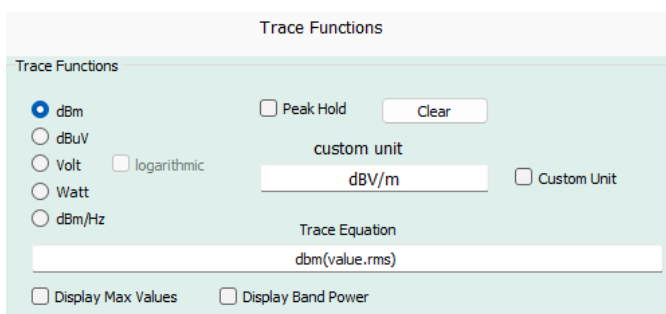 Trace Functions
Trace Functions
dBm
Peak Hold
Clear
dBuV
custom unit
Volt
logarithmic
dBV/m
Custom Unit
Watt
dBm/Hz
Trace Equation
dbm(value.rms)
Display Max Values
Display Band Power